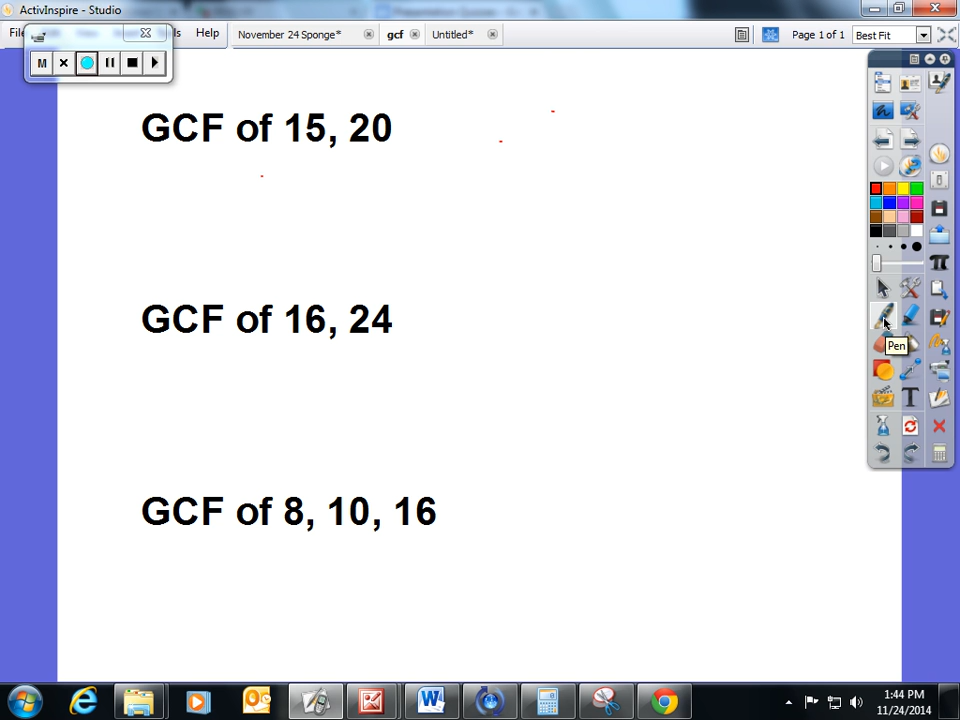 ActivInspire - Studio
Help
November 24 Sponge*
gcf
Untitled*
Page 1 of 1
Best Fit
M
GCF of 15, 20
GCF of 16, 24
Pen
T
GCF of 8, 10, 16
1:44 PM
11/24/2014